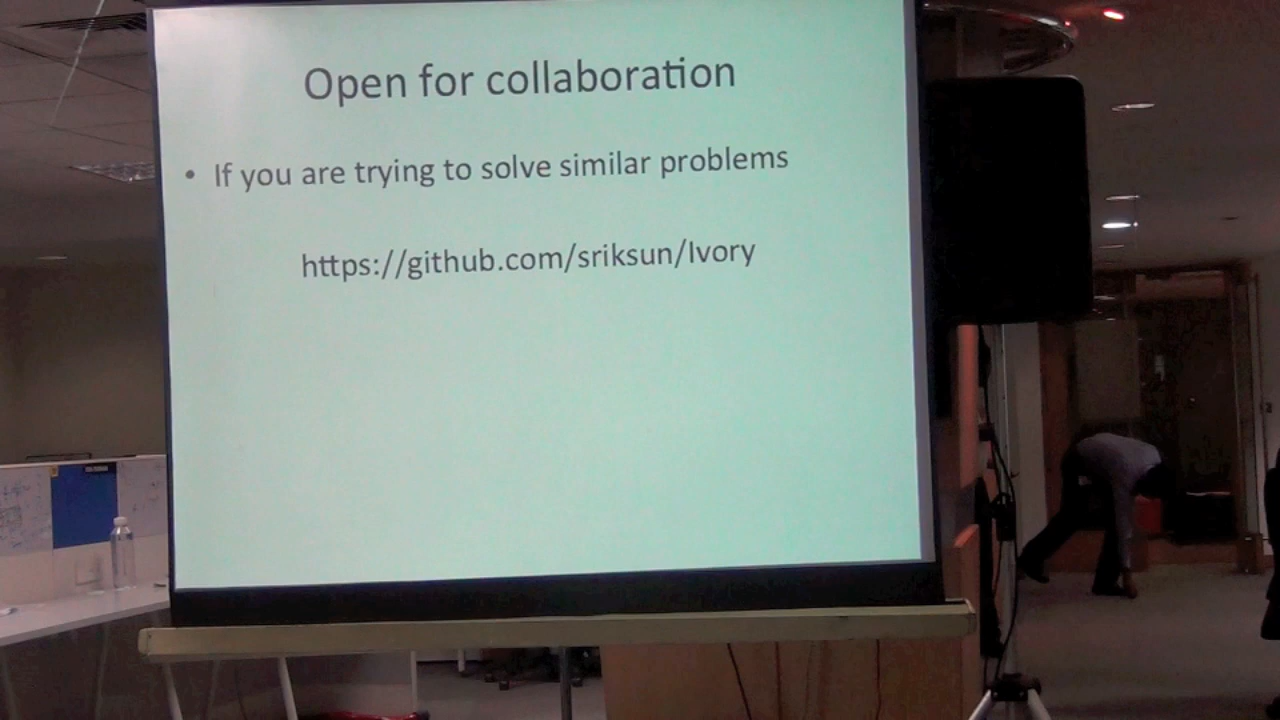 Open for collaboration
• If you are trying to solve similar problems
https://github.com/sriksun/Ivory